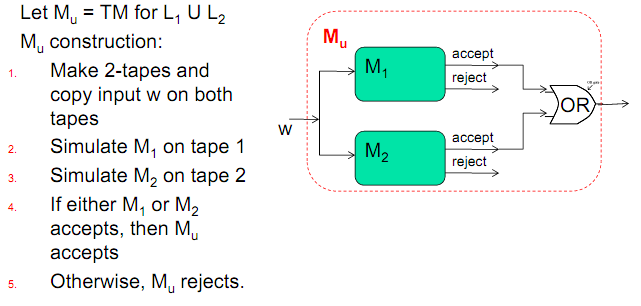 Let Mᵤ = TM for L₁ U L₂
Mᵤ construction:
1. Make 2-tapes and
copy input w on both
tapes
2. Simulate M₁ on tape 1
3. Simulate M₂ on tape 2
4. If either M₁ or M₂
accepts, then Mᵤ
accepts
5. Otherwise, Mᵤ rejects.
Mᵤ
w
M₁
accept
reject
OR
M₂
accept
reject